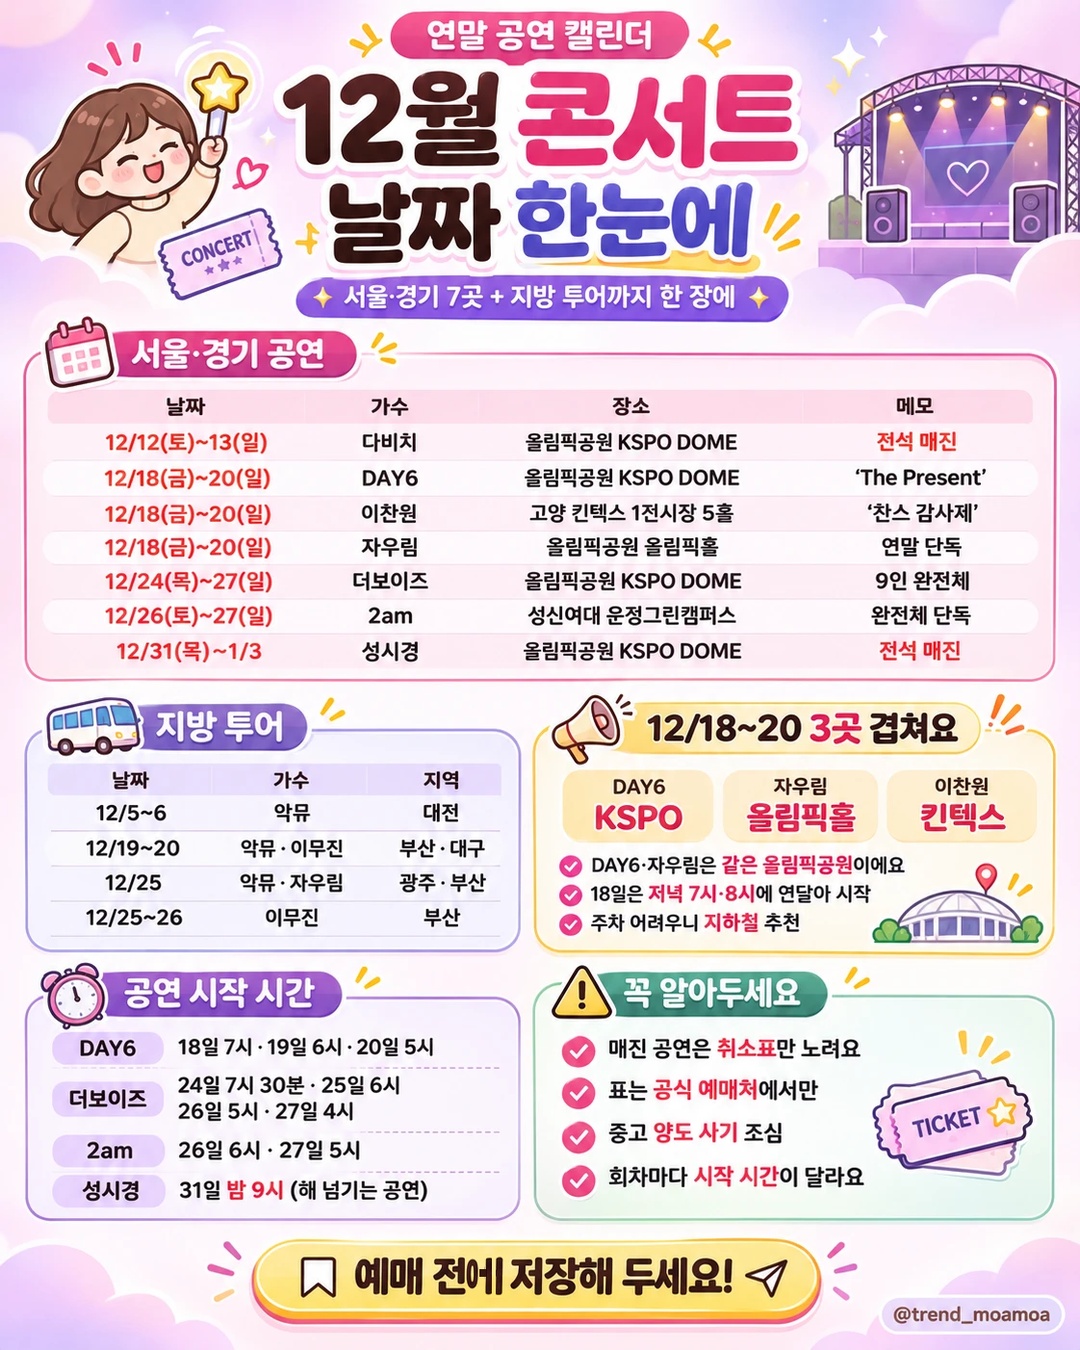 연말 공연 캘린더
12월 콘서트
날짜 한눈에
서울·경기 7곳 + 지방 투어까지 한 장에
CONCERT
서울·경기 공연
날짜 가수 장소 메모
12/12(토)~13(일) 다비치 올림픽공원 KSPO DOME 전석 매진
12/18(금)~20(일) DAY6 올림픽공원 KSPO DOME ‘The Present’
12/18(금)~20(일) 이찬원 고양 킨텍스 1전시장 5홀 ‘찬스 감사제’
12/18(금)~20(일) 자우림 올림픽공원 올림픽홀 연말 단독
12/24(목)~27(일) 더보이즈 올림픽공원 KSPO DOME 9인 완전체
12/26(토)~27(일) 2am 성신여대 운정그린캠퍼스 완전체 단독
12/31(목)~1/3 성시경 올림픽공원 KSPO DOME 전석 매진
지방 투어
날짜 가수 지역
12/5~6 악뮤 대전
12/19~20 악뮤·이무진 부산·대구
12/25 악뮤·자우림 광주·부산
12/25~26 이무진 부산
12/18~20 3곳 겹쳐요
DAY6 자우림 이찬원
KSPO 올림픽홀 킨텍스
DAY6·자우림은 같은 올림픽공원이에요
18일은 저녁 7시·8시에 연달아 시작
주차 어려우니 지하철 추천
공연 시작 시간
DAY6 18일 7시·19일 6시·20일 5시
더보이즈 24일 7시 30분·25일 6시
26일 5시·27일 4시
2am 26일 6시·27일 5시
성시경 31일 밤 9시 (해 넘기는 공연)
꼭 알아두세요
매진 공연은 취소표만 노려요
표는 공식 예매처에서만
중고 양도 사기 조심
회차마다 시작 시간이 달라요
TICKET
예매 전에 저장해 두세요!
@trend_moamoa